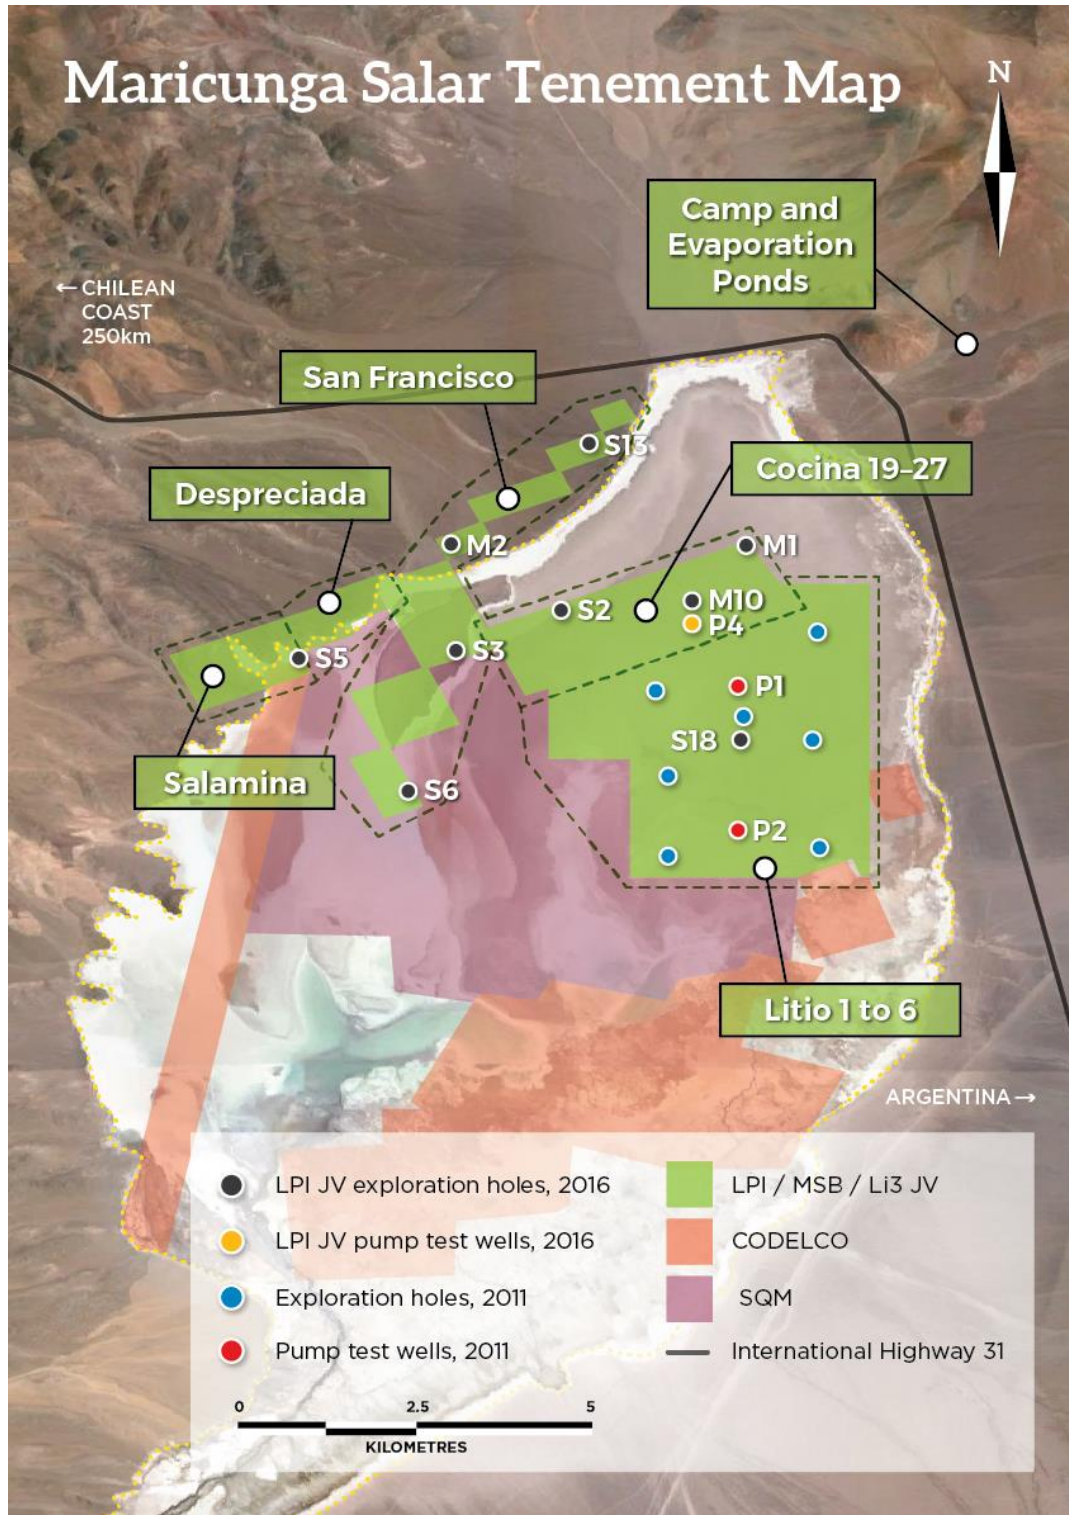 Maricunga Salar Tenement Map
N
Camp and
Evaporation
Ponds
← CHILEAN
COAST
250km
San Francisco
S13
Cocina 19–27
Despreciada
M2
M1
S2
M10
P4
S3
S5
P1
S18
Salamina
S6
P2
Litio 1 to 6
ARGENTINA →
LPI JV exploration holes, 2016
LPI / MSB / Li3 JV
LPI JV pump test wells, 2016
CODELCO
Exploration holes, 2011
SQM
Pump test wells, 2011
International Highway 31
0 2.5 5
KILOMETRES